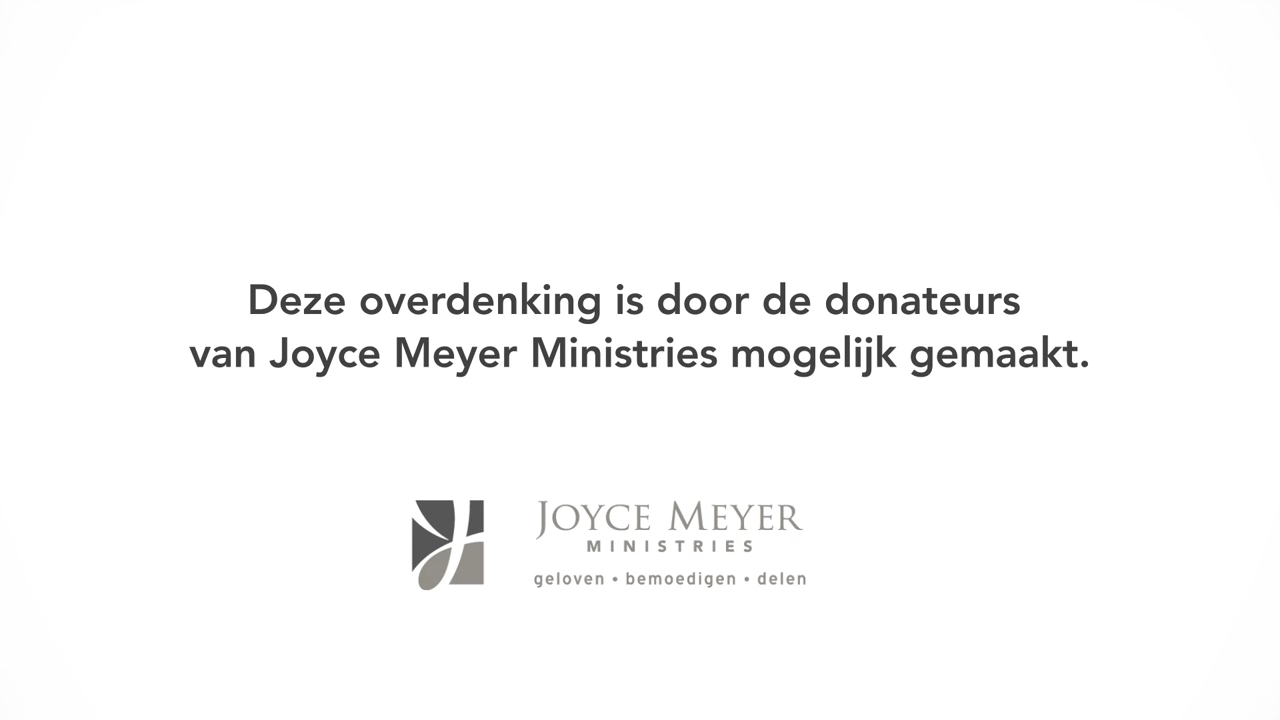 Deze overdenking is door de donateurs
van Joyce Meyer Ministries mogelijk gemaakt.
JOYCE MEYER
MINISTRIES
geloven • bemoedigen • delen